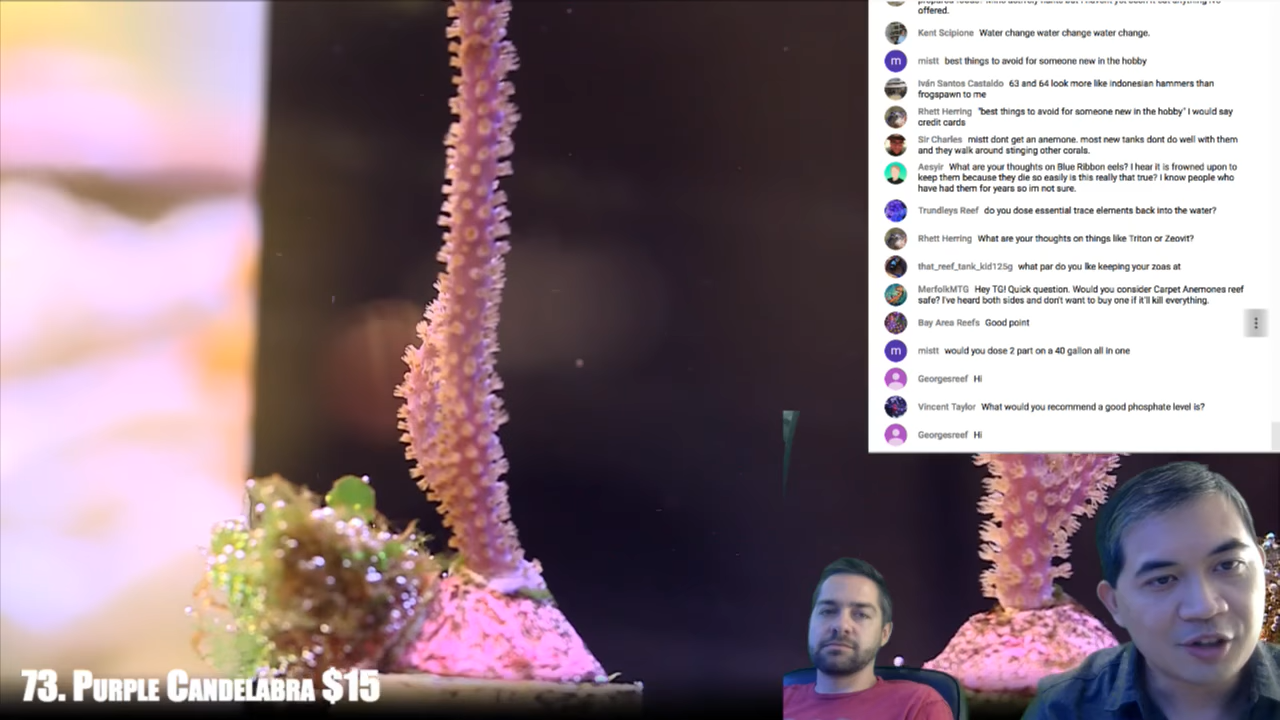 offered.
Kent Scipione Water change water change water change.
m
mistt best things to avoid for someone new in the hobby
Iván Santos Castaldo 63 and 64 look more like indonesian hammers than
frogspawn to me
Rhett Herring "best things to avoid for someone new in the hobby" I would say
credit cards
Sir Charles mistt dont get an anemone. most new tanks dont do well with them
and they walk around stinging other corals.
Aesyir What are your thoughts on Blue Ribbon eels? I hear it is frowned upon to
keep them because they die so easily is this really that true? I know people who
have had them for years so im not sure.
Trundleys Reef do you dose essential trace elements back into the water?
Rhett Herring What are your thoughts on things like Triton or Zeovit?
that_reef_tank_kid125g what par do you lke keeping your zoas at
MerfolkMTG Hey TG! Quick question. Would you consider Carpet Anemones reef
safe? I've heard both sides and don't want to buy one if it'll kill everything.
Bay Area Reefs Good point
m
mistt would you dose 2 part on a 40 gallon all in one
Georgesreef Hi
Vincent Taylor What would you recommend a good phosphate level is?
Georgesreef Hi
73. Purple Candelabra $15